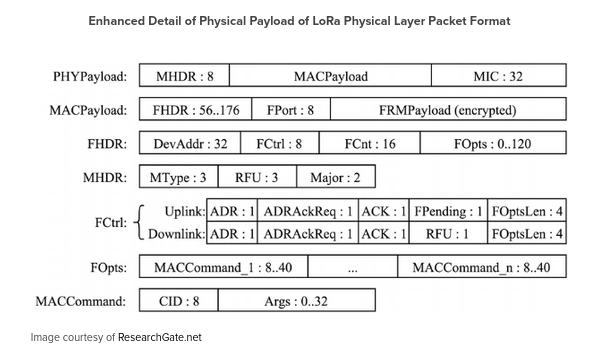 Enhanced Detail of Physical Payload of LoRa Physical Layer Packet Format
PHYPayload: MHDR : 8 MACPayload MIC : 32
MACPayload: FHDR : 56..176 FPort : 8 FRMPayload (encrypted)
FHDR: DevAddr : 32 FCtrl : 8 FCnt : 16 FOpts : 0..120
MHDR: MType : 3 RFU : 3 Major : 2
FCtrl: Uplink: ADR : 1 ADRAckReq : 1 ACK : 1 FPending : 1 FOptsLen : 4
Downlink: ADR : 1 ADRAckReq : 1 ACK : 1 RFU : 1 FOptsLen : 4
FOpts: MACCommand_1 : 8..40 ... MACCommand_n : 8..40
MACCommand: CID : 8 Args : 0..32
Image courtesy of ResearchGate.net